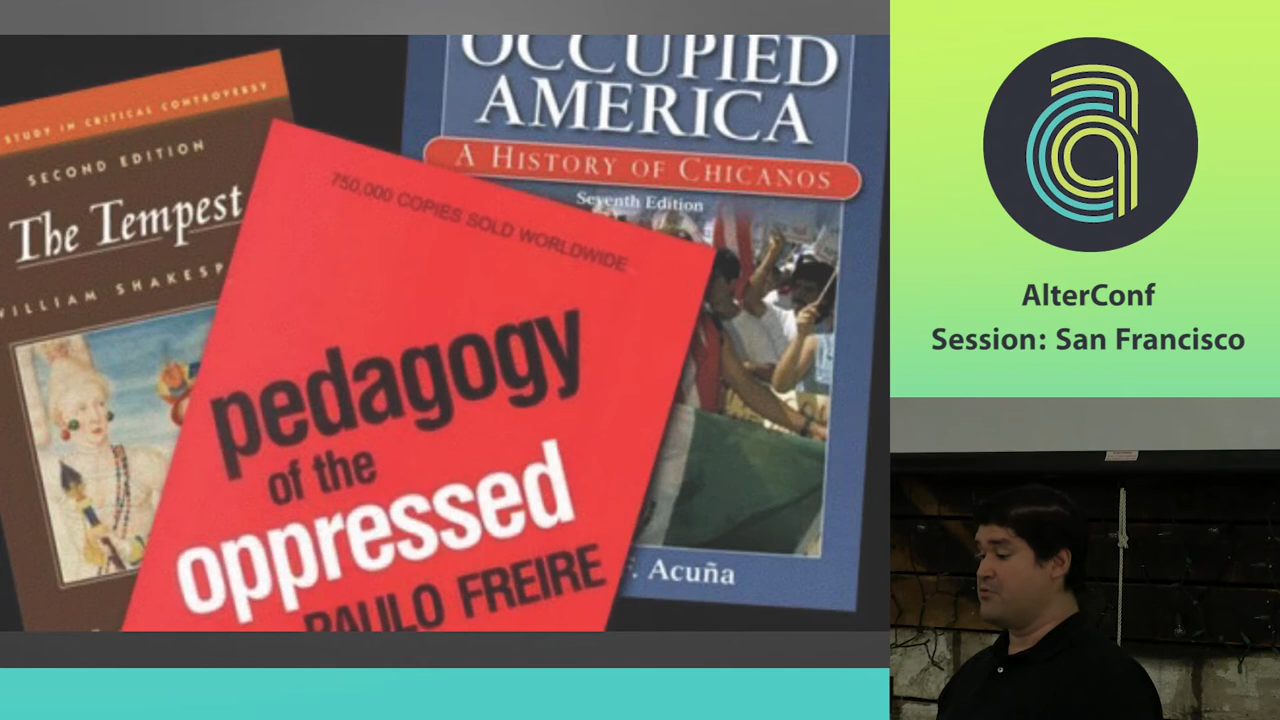 STUDY IN CRITICAL CONTROVERSY
SECOND EDITION
The Tempest
WILLIAM SHAKESP
750,000 COPIES SOLD WORLDWIDE
pedagogy
of the
oppressed
PAULO FREIRE
OCCUPIED
AMERICA
A HISTORY OF CHICANOS
Seventh Edition
F. Acuña
AlterConf
Session: San Francisco